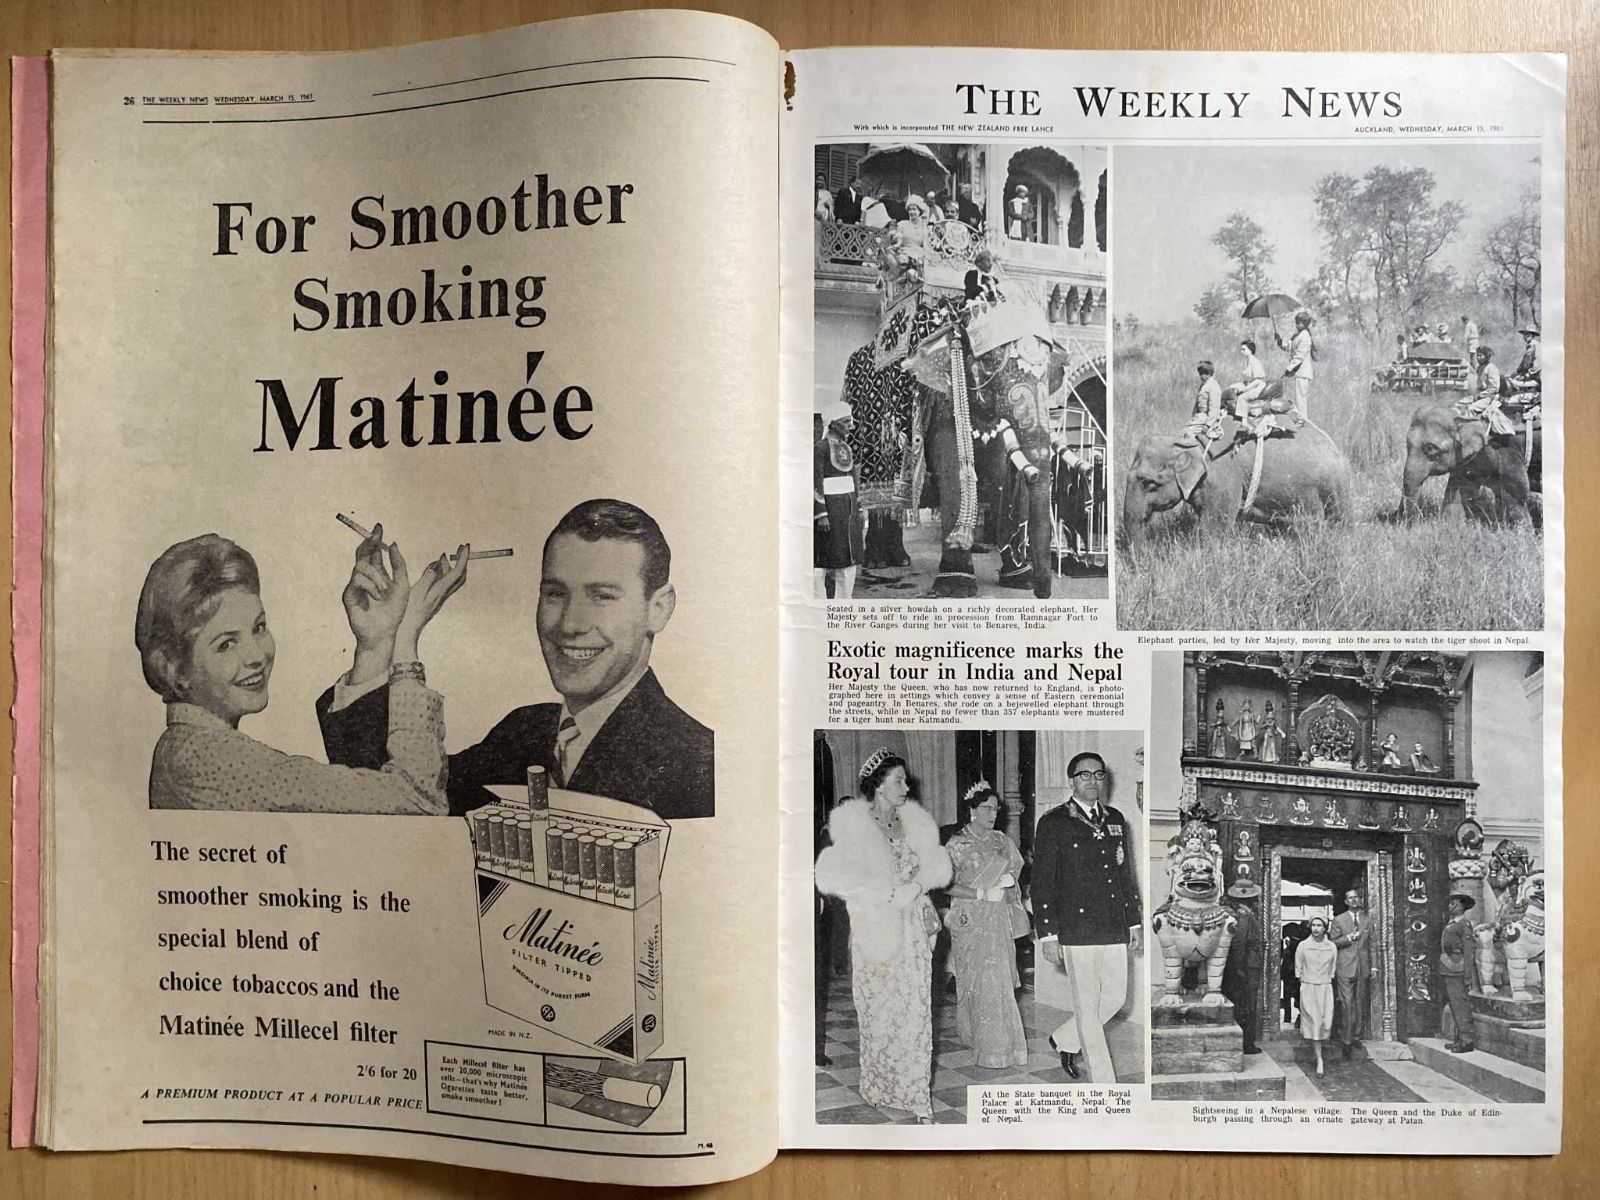 26 THE WEEKLY NEWS WEDNESDAY, MARCH 15, 1961
For Smoother
Smoking
Matinée
The secret of
smoother smoking is the
special blend of
choice tobaccos and the
Matinée Millecel filter
2'6 for 20
A PREMIUM PRODUCT AT A POPULAR PRICE
Matinée
FILTER TIPPED
VIRGINIA IN ITS PUREST FORM
MADE IN N.Z.
Matinée
Each Millecel filter has
over 20,000 microscopic
cells—that's why Matinée
Cigarettes taste better,
smoke smoother!
M.46
THE WEEKLY NEWS
With which is incorporated THE NEW ZEALAND FREE LANCE
AUCKLAND, WEDNESDAY, MARCH 15, 1961
Seated in a silver howdah on a richly decorated elephant, Her
Majesty sets off to ride in procession from Ramnagar Fort to
the River Ganges during her visit to Benares, India.
Elephant parties, led by Her Majesty, moving into the area to watch the tiger shoot in Nepal.
Exotic magnificence marks the
Royal tour in India and Nepal
Her Majesty the Queen, who has now returned to England, is photo-
graphed here in settings which convey a sense of Eastern ceremonial
and pageantry. In Benares, she rode on a bejewelled elephant through
the streets, while in Nepal no fewer than 357 elephants were mustered
for a tiger hunt near Katmandu.
At the State banquet in the Royal
Palace at Katmandu, Nepal: The
Queen with the King and Queen
of Nepal.
Sightseeing in a Nepalese village: The Queen and the Duke of Edin-
burgh passing through an ornate gateway at Patan.